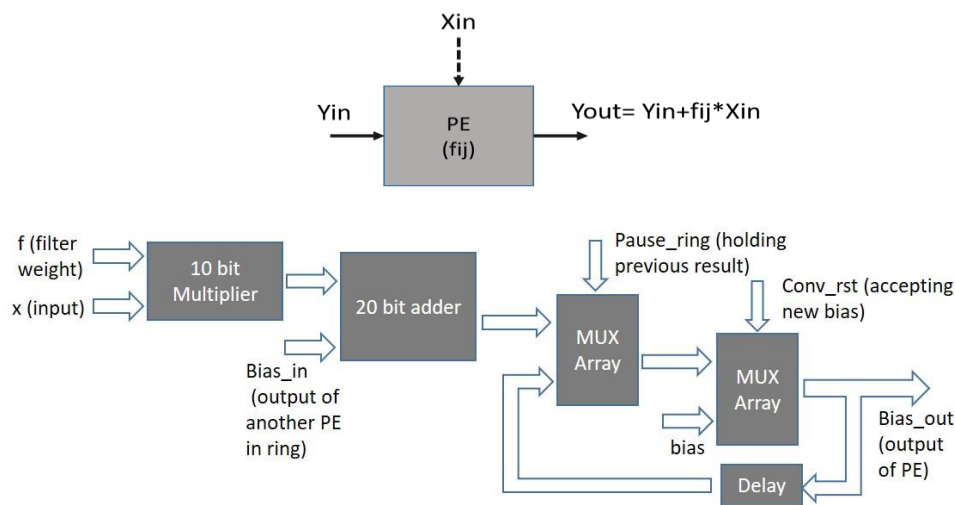 Xin
Yin
PE
(fij)
Yout= Yin+fij*Xin
f (filter
weight)
x (input)
10 bit
Multiplier
Bias_in
(output of
another PE
in ring)
20 bit adder
Pause_ring (holding
previous result)
MUX
Array
Conv_rst (accepting
new bias)
bias
MUX
Array
Bias_out
(output
of PE)
Delay